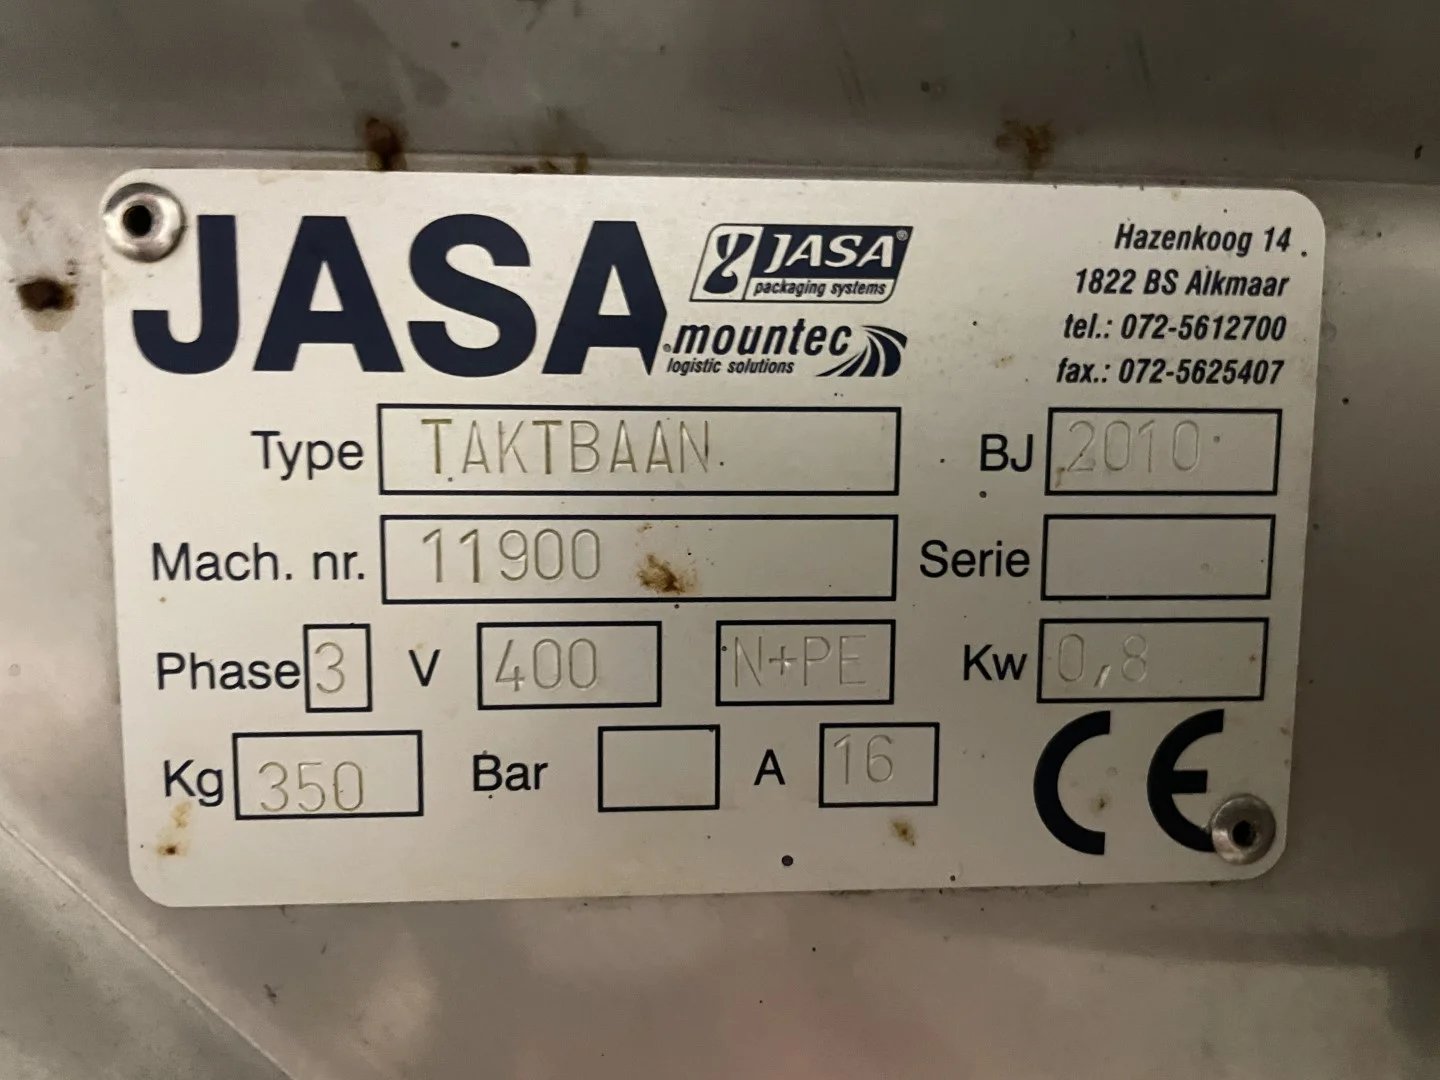 JASA
JASA®
packaging systems
mountec
logistic solutions
Hazenkoog 14
1822 BS Alkmaar
tel.: 072-5612700
fax.: 072-5625407
Type TAKTBAAN BJ 2010
Mach. nr. 11900 Serie
Phase 3 V 400 N+PE Kw 0,8
Kg 350 Bar A 16 CE